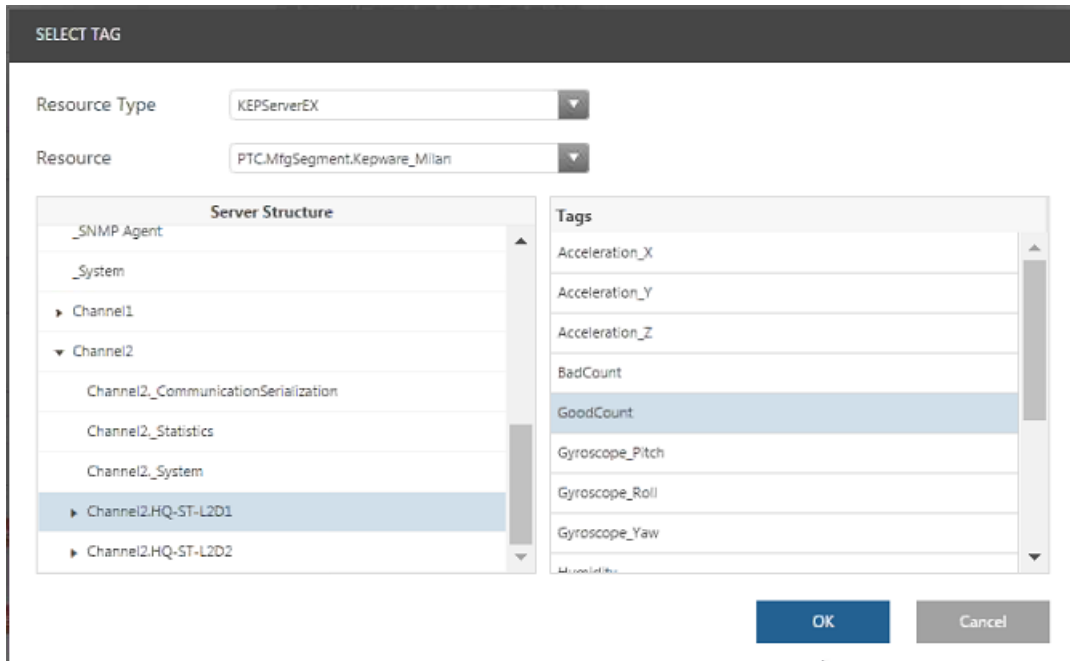 SELECT TAG
Resource Type
KEPServerEX
Resource
PTC.MfgSegment.Kepware_Milan
Server Structure
_SNMP Agent
_System
Channel1
Channel2
Channel2._CommunicationSerialization
Channel2._Statistics
Channel2._System
Channel2.HQ-ST-L2D1
Channel2.HQ-ST-L2D2
Tags
Acceleration_X
Acceleration_Y
Acceleration_Z
BadCount
GoodCount
Gyroscope_Pitch
Gyroscope_Roll
Gyroscope_Yaw
Humidity
OK
Cancel